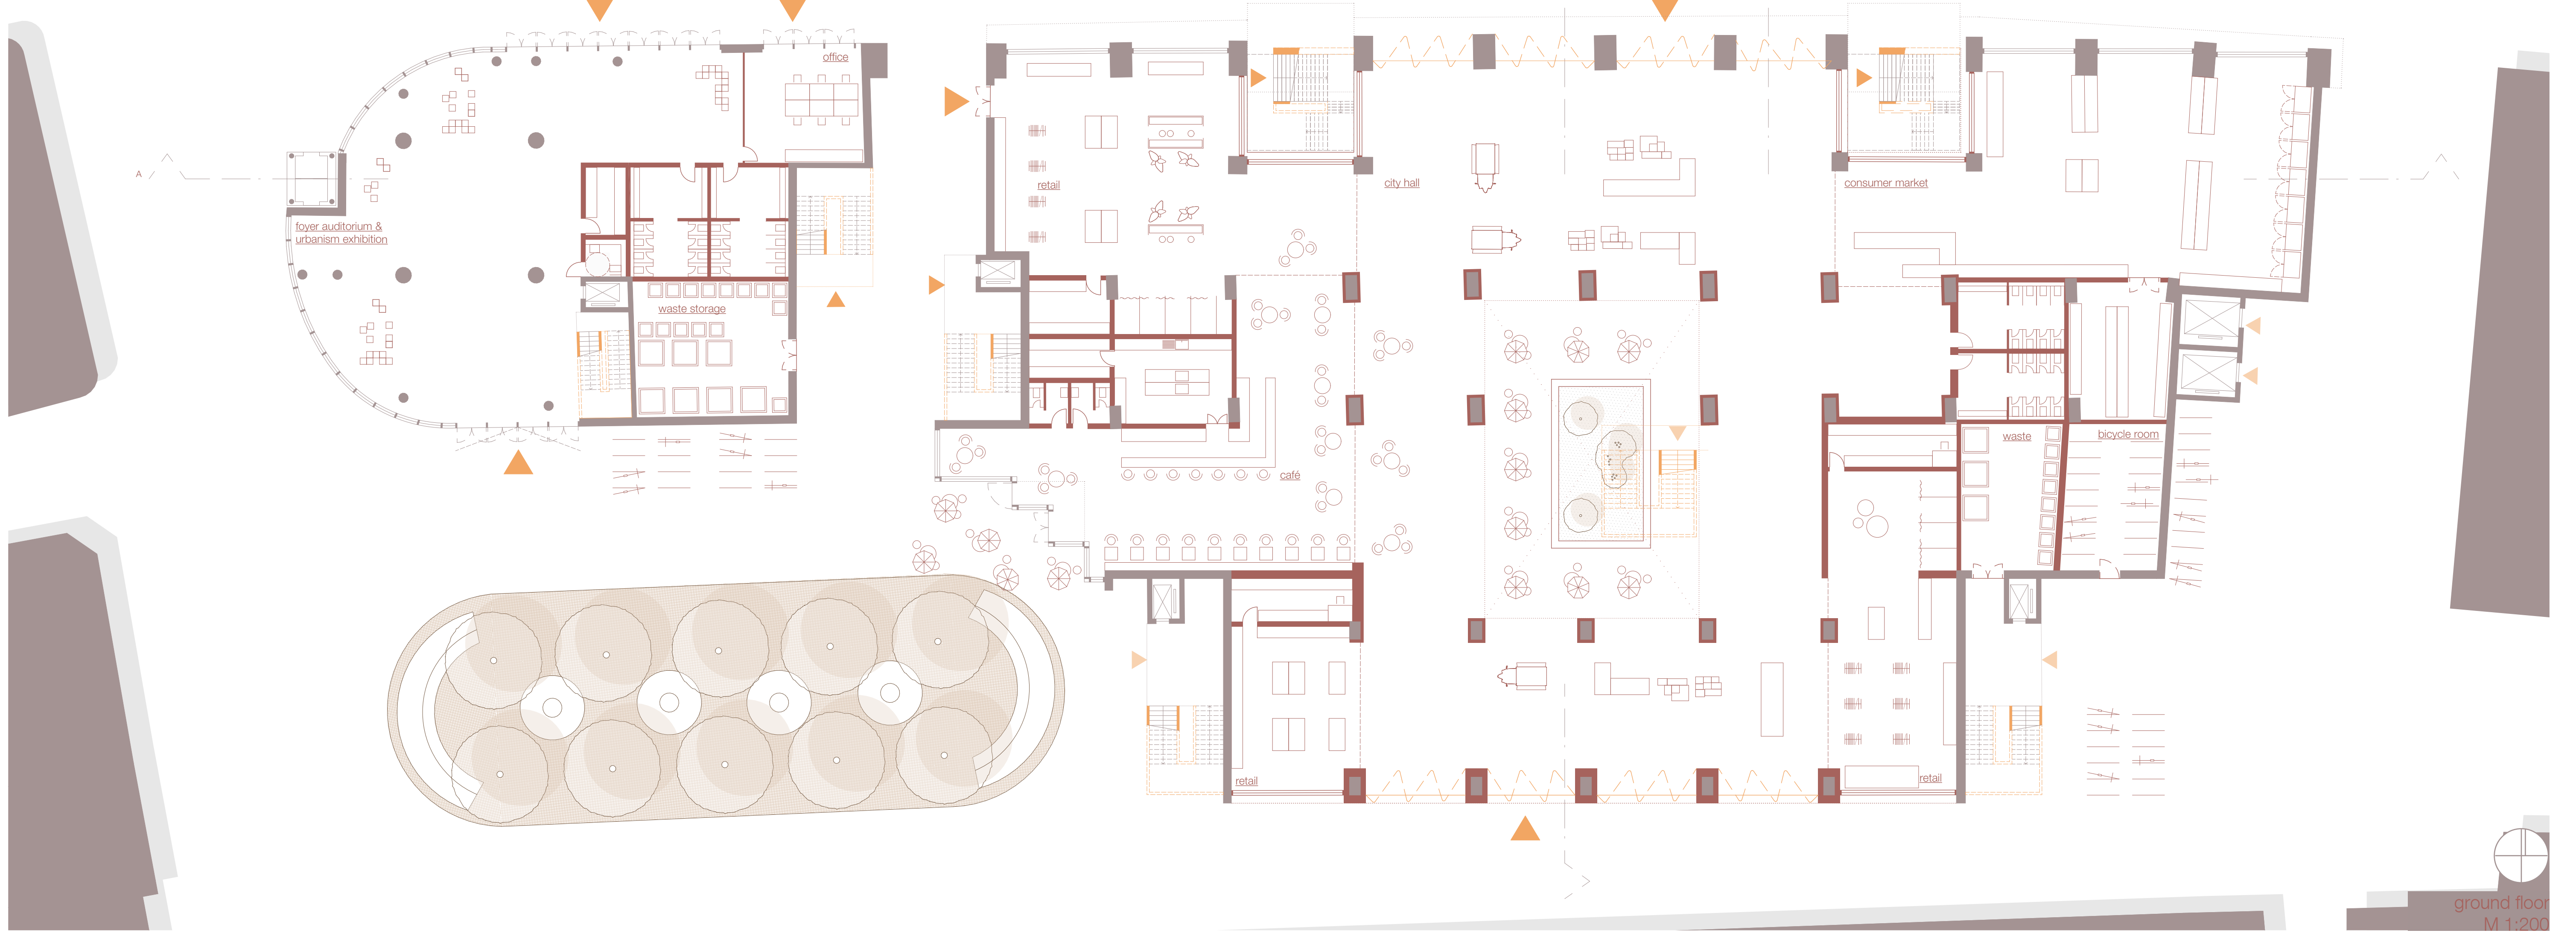 office
A
retail
city hall
consumer market
foyer auditorium &
urbanism exhibition
waste storage
waste
bicycle room
café
retail
retail
ground floor
M 1:200